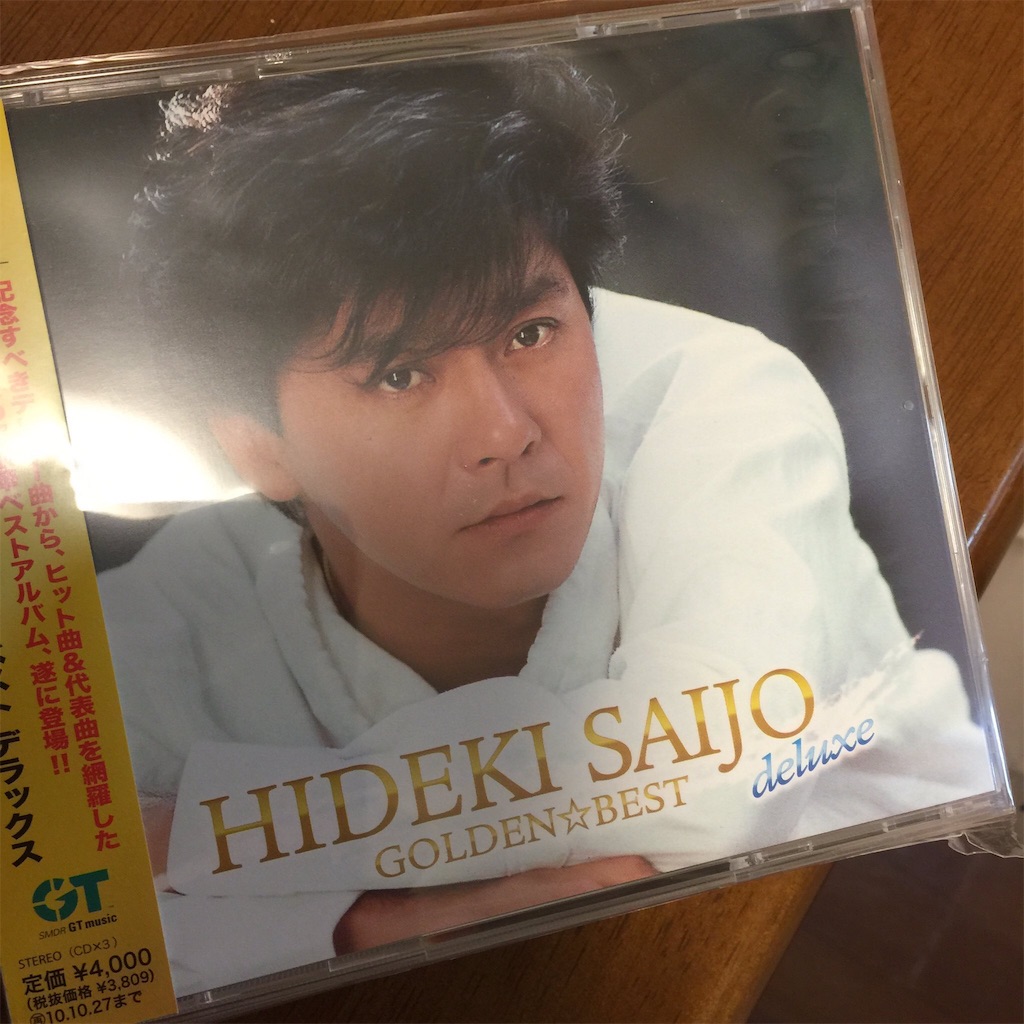 記念すべきデ
ー曲から、ヒット曲&代表曲を網羅した
ベストアルバム、遂に登場!!
デラックス
HIDEKI SAIJO
GOLDEN☆BEST
deluxe
GT
SMDR GT music
STEREO (CD×3)
定価 ¥4,000
(税抜価格 ¥3,809)
10.10.27まで